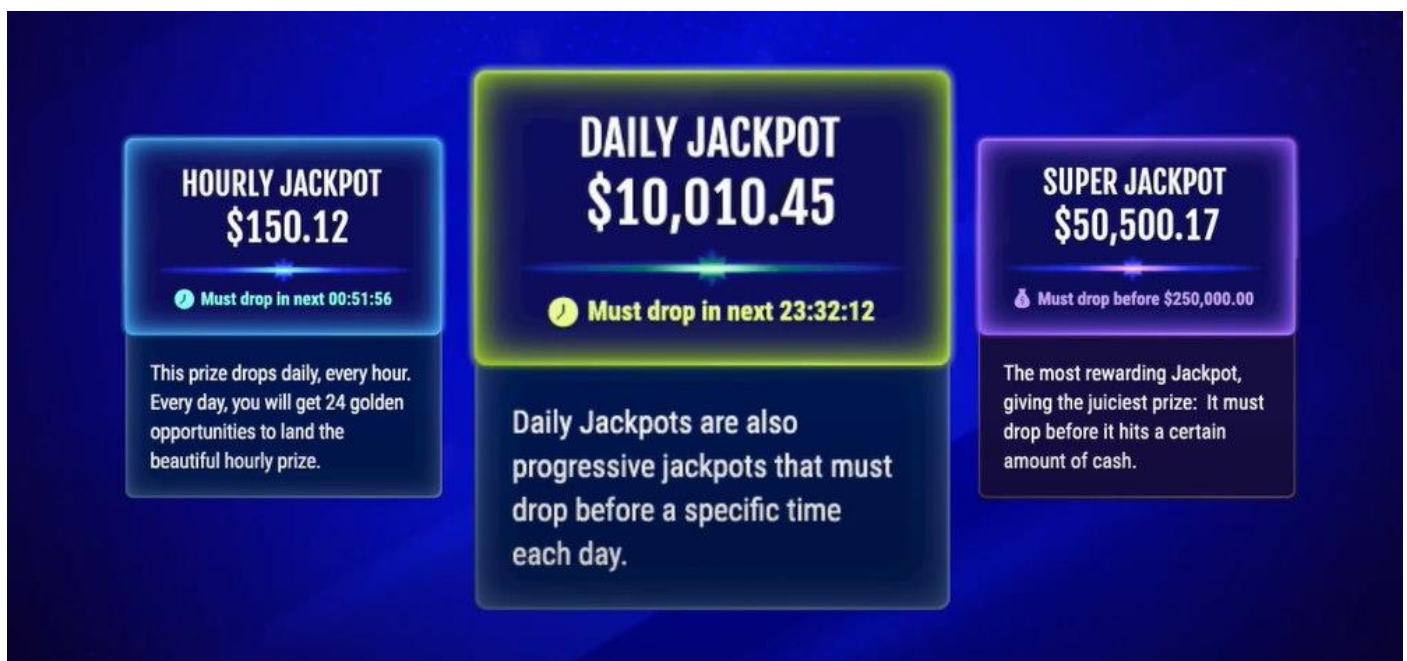 HOURLY JACKPOT
$150.12
Must drop in next 00:51:56
This prize drops daily, every hour.
Every day, you will get 24 golden
opportunities to land the
beautiful hourly prize.
DAILY JACKPOT
$10,010.45
Must drop in next 23:32:12
Daily Jackpots are also
progressive jackpots that must
drop before a specific time
each day.
SUPER JACKPOT
$50,500.17
Must drop before $250,000.00
The most rewarding Jackpot,
giving the juiciest prize:  It must
drop before it hits a certain
amount of cash.